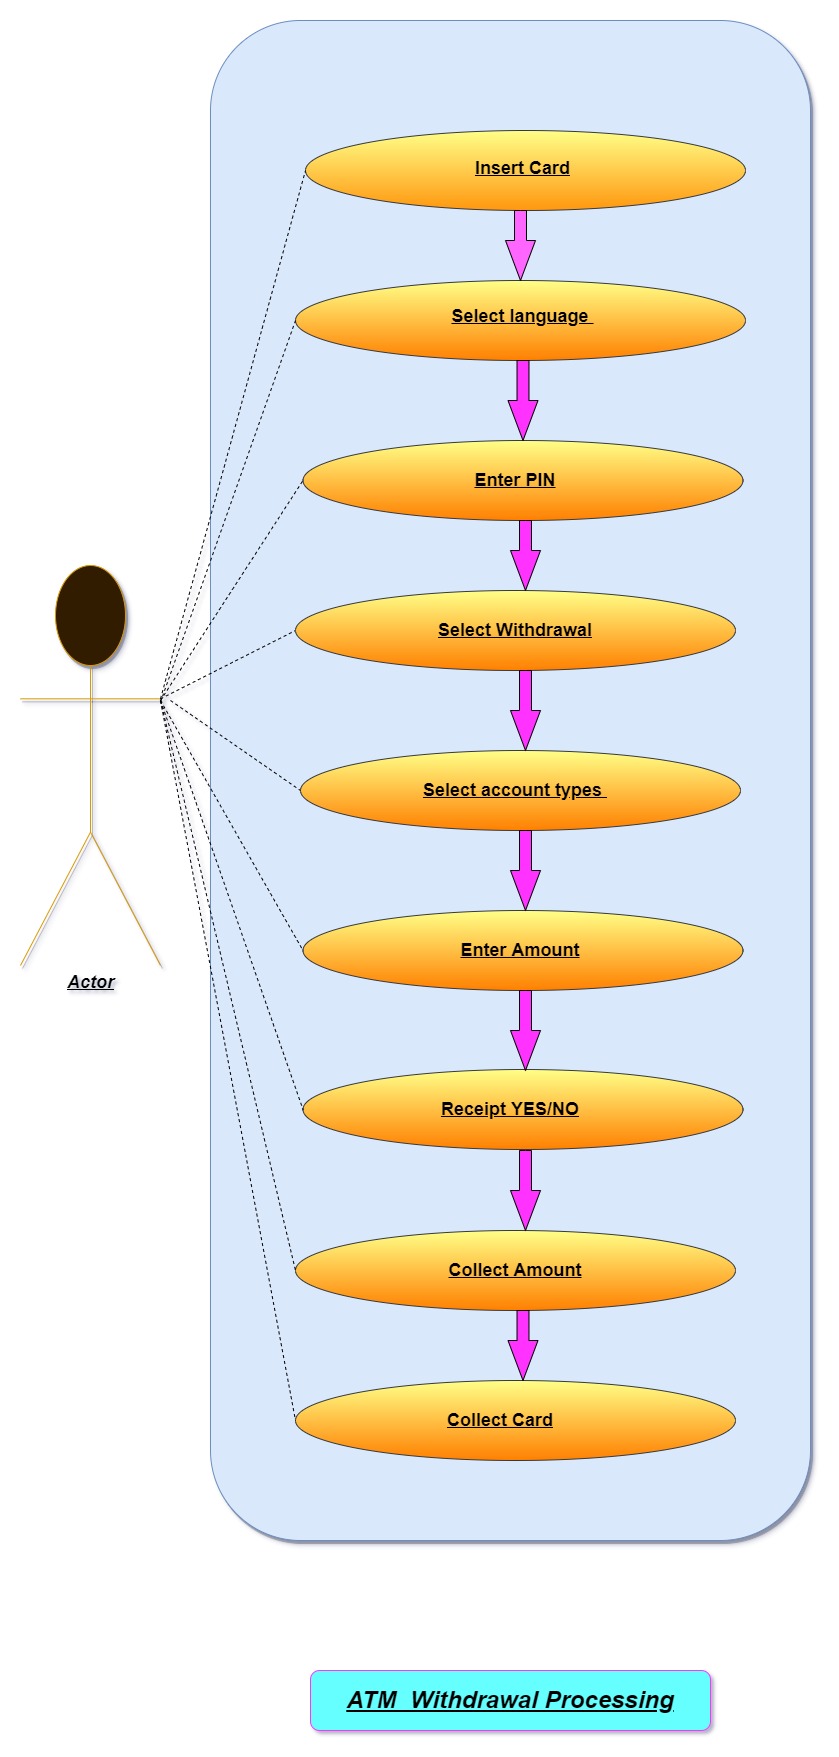 Insert Card
Select language
Enter PIN
Select Withdrawal
Select account types
Enter Amount
Actor
Receipt YES/NO
Collect Amount
Collect Card
ATM  Withdrawal Processing